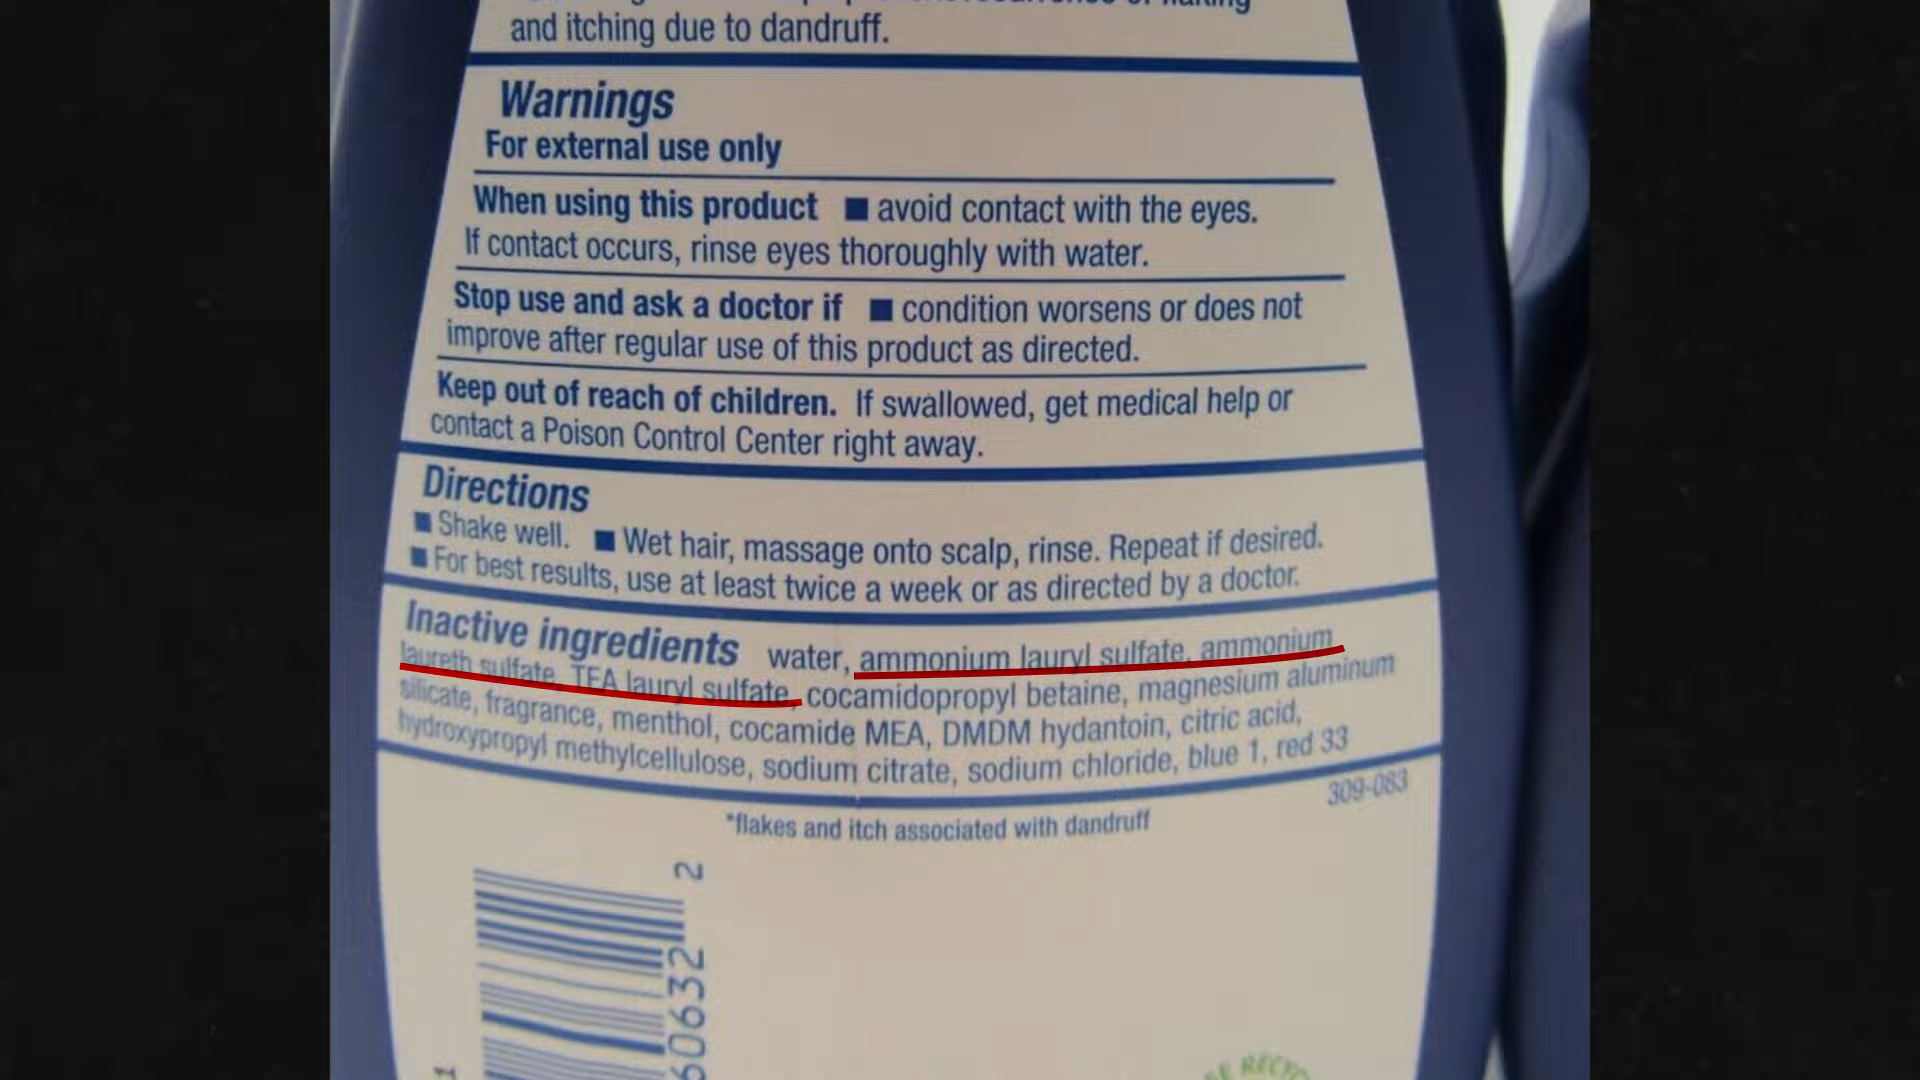 and itching due to dandruff.
Warnings
For external use only
When using this product ■ avoid contact with the eyes.
If contact occurs, rinse eyes thoroughly with water.
Stop use and ask a doctor if ■ condition worsens or does not
improve after regular use of this product as directed.
Keep out of reach of children. If swallowed, get medical help or
contact a Poison Control Center right away.
Directions
■ Shake well. ■ Wet hair, massage onto scalp, rinse. Repeat if desired.
■ For best results, use at least twice a week or as directed by a doctor.
Inactive ingredients water, ammonium lauryl sulfate, ammonium
laureth sulfate, TEA lauryl sulfate, cocamidopropyl betaine, magnesium aluminum
silicate, fragrance, menthol, cocamide MEA, DMDM hydantoin, citric acid,
hydroxypropyl methylcellulose, sodium citrate, sodium chloride, blue 1, red 33
309-083
*flakes and itch associated with dandruff
2
60632
1